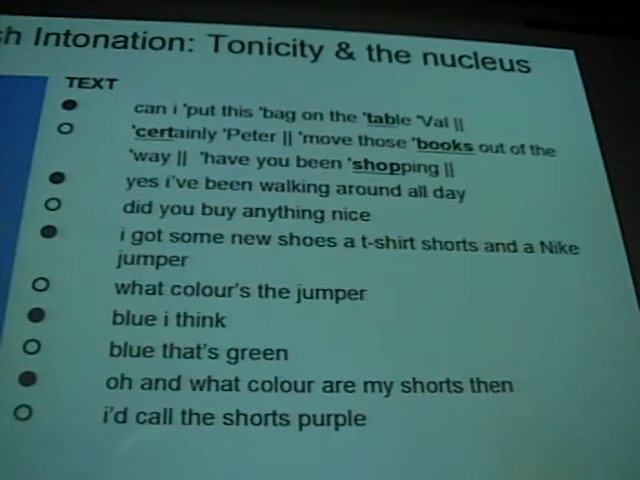 h Intonation: Tonicity & the nucleus
TEXT
can i 'put this 'bag on the 'table 'Val ||
'certainly 'Peter || 'move those 'books out of the
'way || 'have you been 'shopping ||
yes i've been walking around all day
did you buy anything nice
i got some new shoes a t-shirt shorts and a Nike
jumper
what colour's the jumper
blue i think
blue that's green
oh and what colour are my shorts then
i'd call the shorts purple